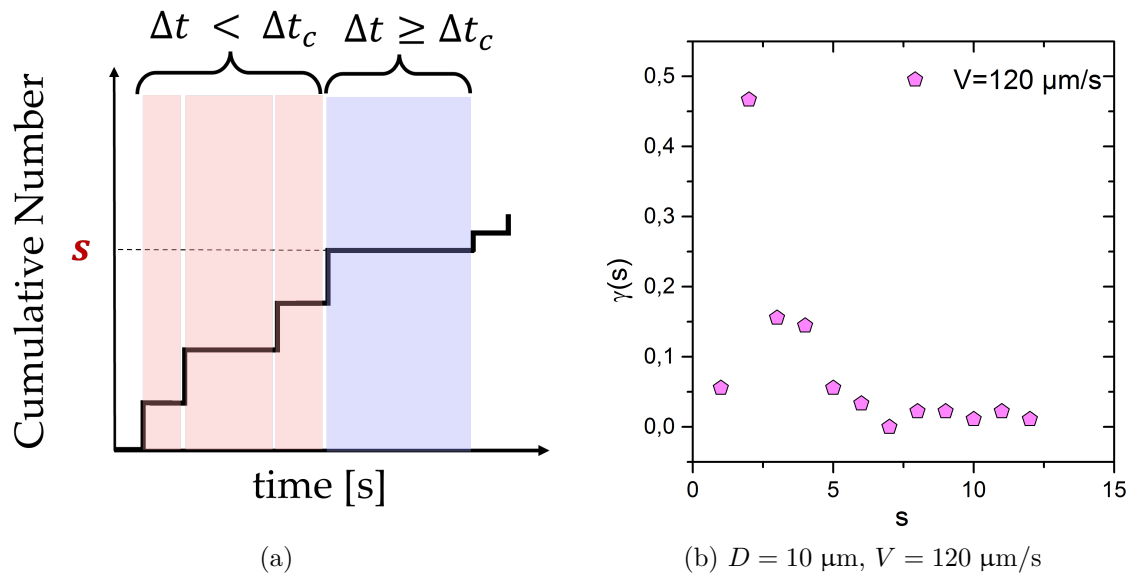 Δt < Δt_c
Δt ≥ Δt_c
Cumulative Number
s
time [s]
(a)
V=120 µm/s
0,5
0,4
0,3
0,2
0,1
0,0
γ(s)
0 5 10 15
s
(b) D = 10 µm, V = 120 µm/s